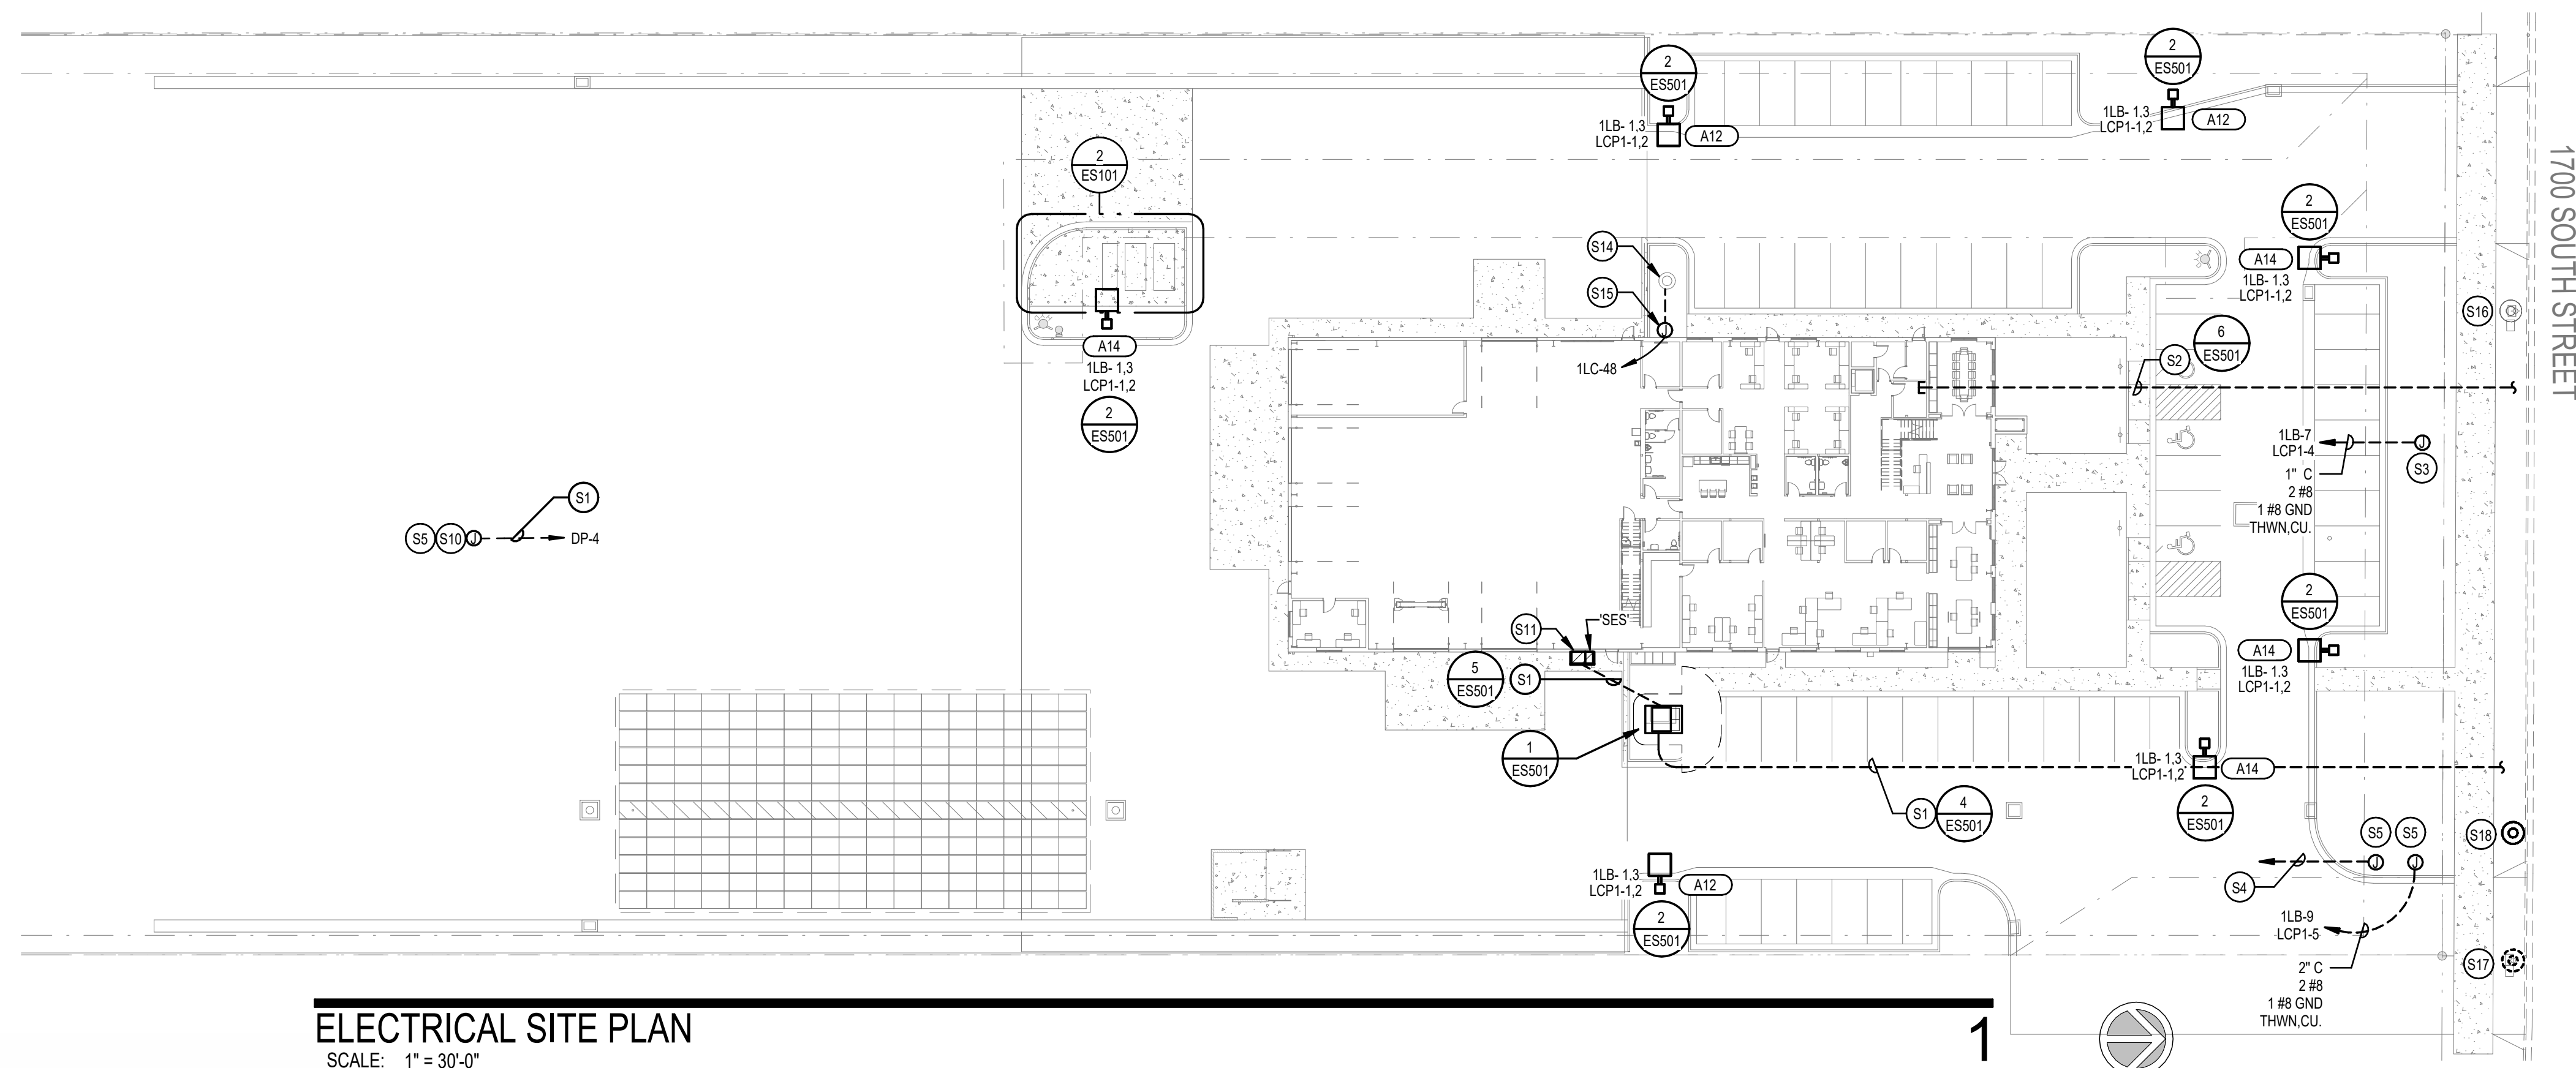 2
ES501
1LB- 1,3
LCP1-1,2
A12
2
ES501
1LB- 1,3
LCP1-1,2
A12
1700 SOUTH STREET
2
ES101
A14
1LB- 1,3
LCP1-1,2
2
ES501
S14
S15
1LC-48
2
ES501
A14
1LB- 1,3
LCP1-1,2
S16
6
ES501
S2
1LB-7
LCP1-4
1" C
2 #8
1 #8 GND
THWN,CU.
S3
S1
S5 S10 J DP-4
S11
'SES'
5
ES501
S1
1
ES501
2
ES501
A14
1LB- 1,3
LCP1-1,2
1LB- 1,3
LCP1-1,2
A14
2
ES501
S1
4
ES501
S5 S5
S18
J J
S4
1LB-9
LCP1-5
2" C
2 #8
1 #8 GND
THWN,CU.
S17
1LB- 1,3
LCP1-1,2
A12
2
ES501
ELECTRICAL SITE PLAN
SCALE: 1" = 30'-0"
1